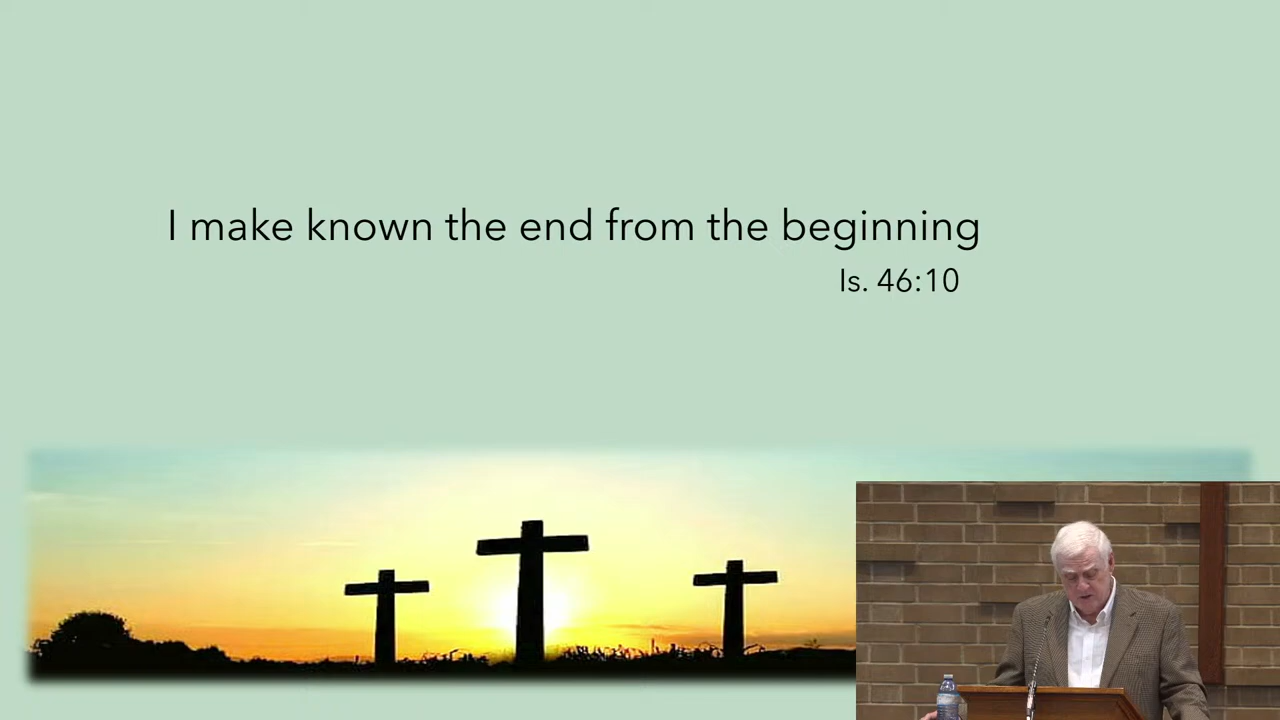 I make known the end from the beginning
Is. 46:10